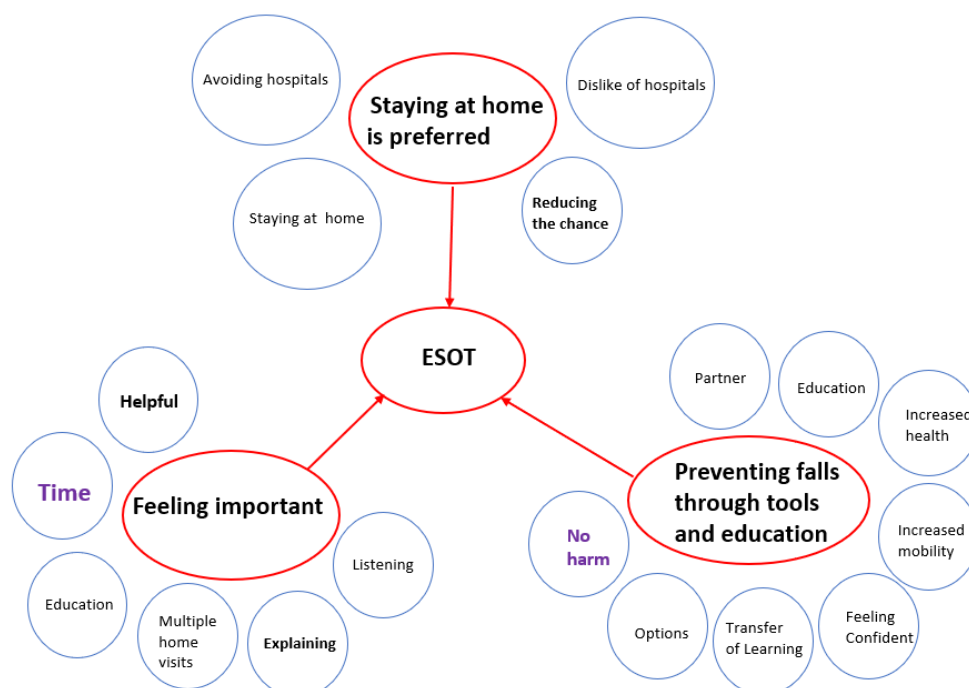 Avoiding hospitals
Staying at home
is preferred
Dislike of hospitals
Staying at  home
Reducing
the chance
ESOT
Helpful
Time
Feeling important
Listening
Education
Multiple
home
visits
Explaining
Partner
Education
Increased
health
Preventing falls
through tools
and education
No
harm
Increased
mobility
Options
Transfer
of Learning
Feeling
Confident